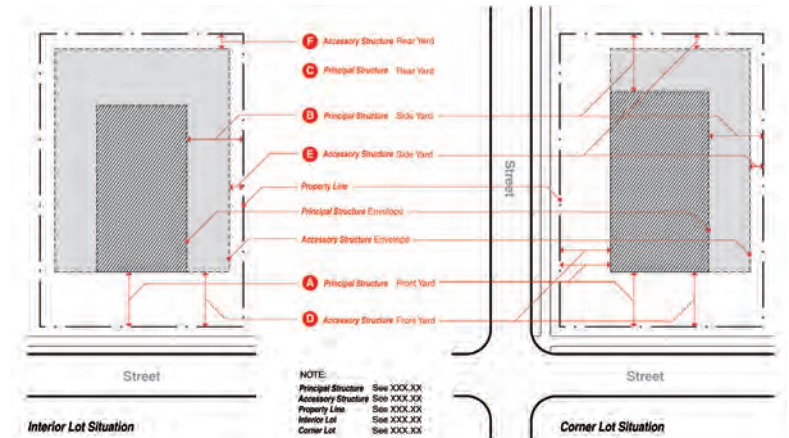 F Accessory Structure Rear Yard
C Principal Structure Rear Yard
B Principal Structure Side Yard
E Accessory Structure Side Yard
Property Line
Principal Structure Envelope
Accessory Structure Envelope
A Principal Structure Front Yard
D Accessory Structure Front Yard
Street
Street
Street
NOTE:
Principal Structure See XXX.XX
Accessory Structure See XXX.XX
Property Line See XXX.XX
Interior Lot See XXX.XX
Corner Lot See XXX.XX
Interior Lot Situation
Corner Lot Situation